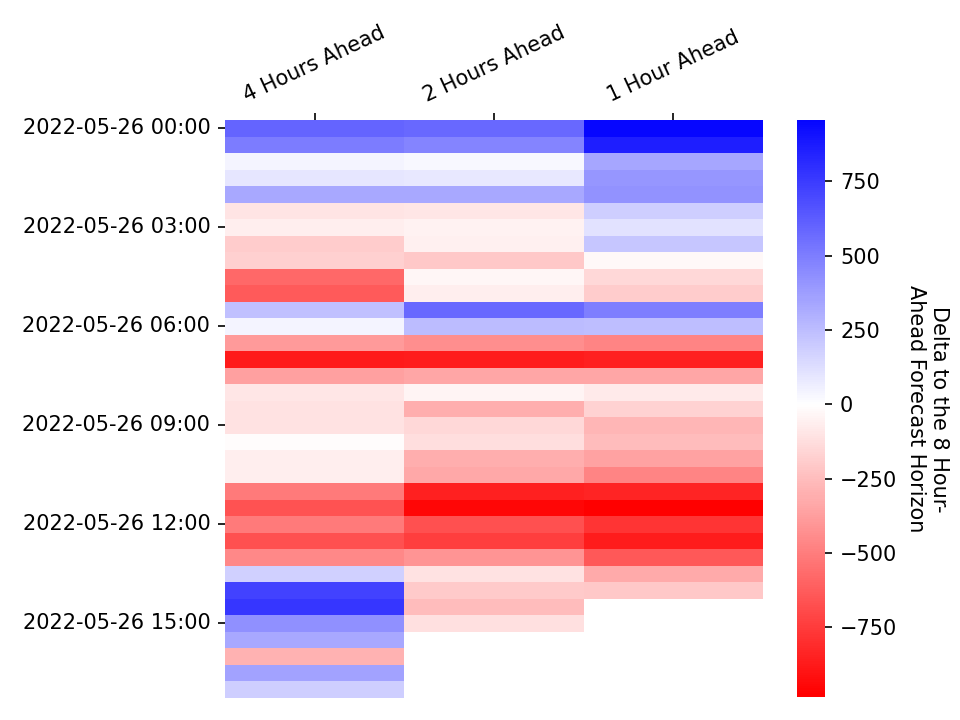 4 Hours Ahead
2 Hours Ahead
1 Hour Ahead
2022-05-26 00:00
2022-05-26 03:00
2022-05-26 06:00
2022-05-26 09:00
2022-05-26 12:00
2022-05-26 15:00
750
500
250
0
−250
−500
−750
Delta to the 8 Hour-
Ahead Forecast Horizon